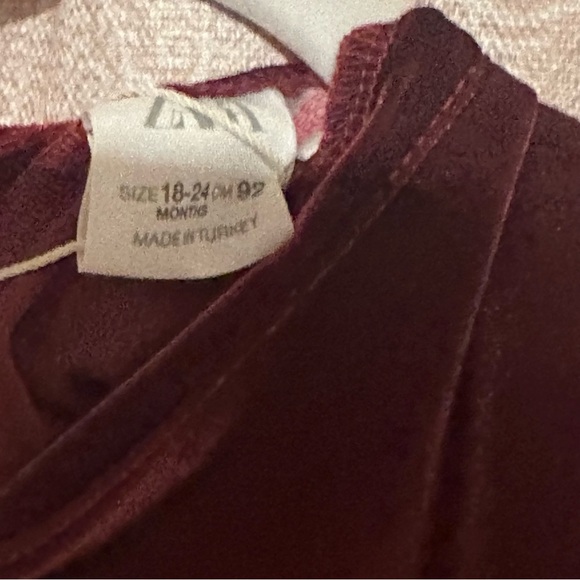 SIZE 18-24 CM 92
MONTHS
MADE IN TURKEY